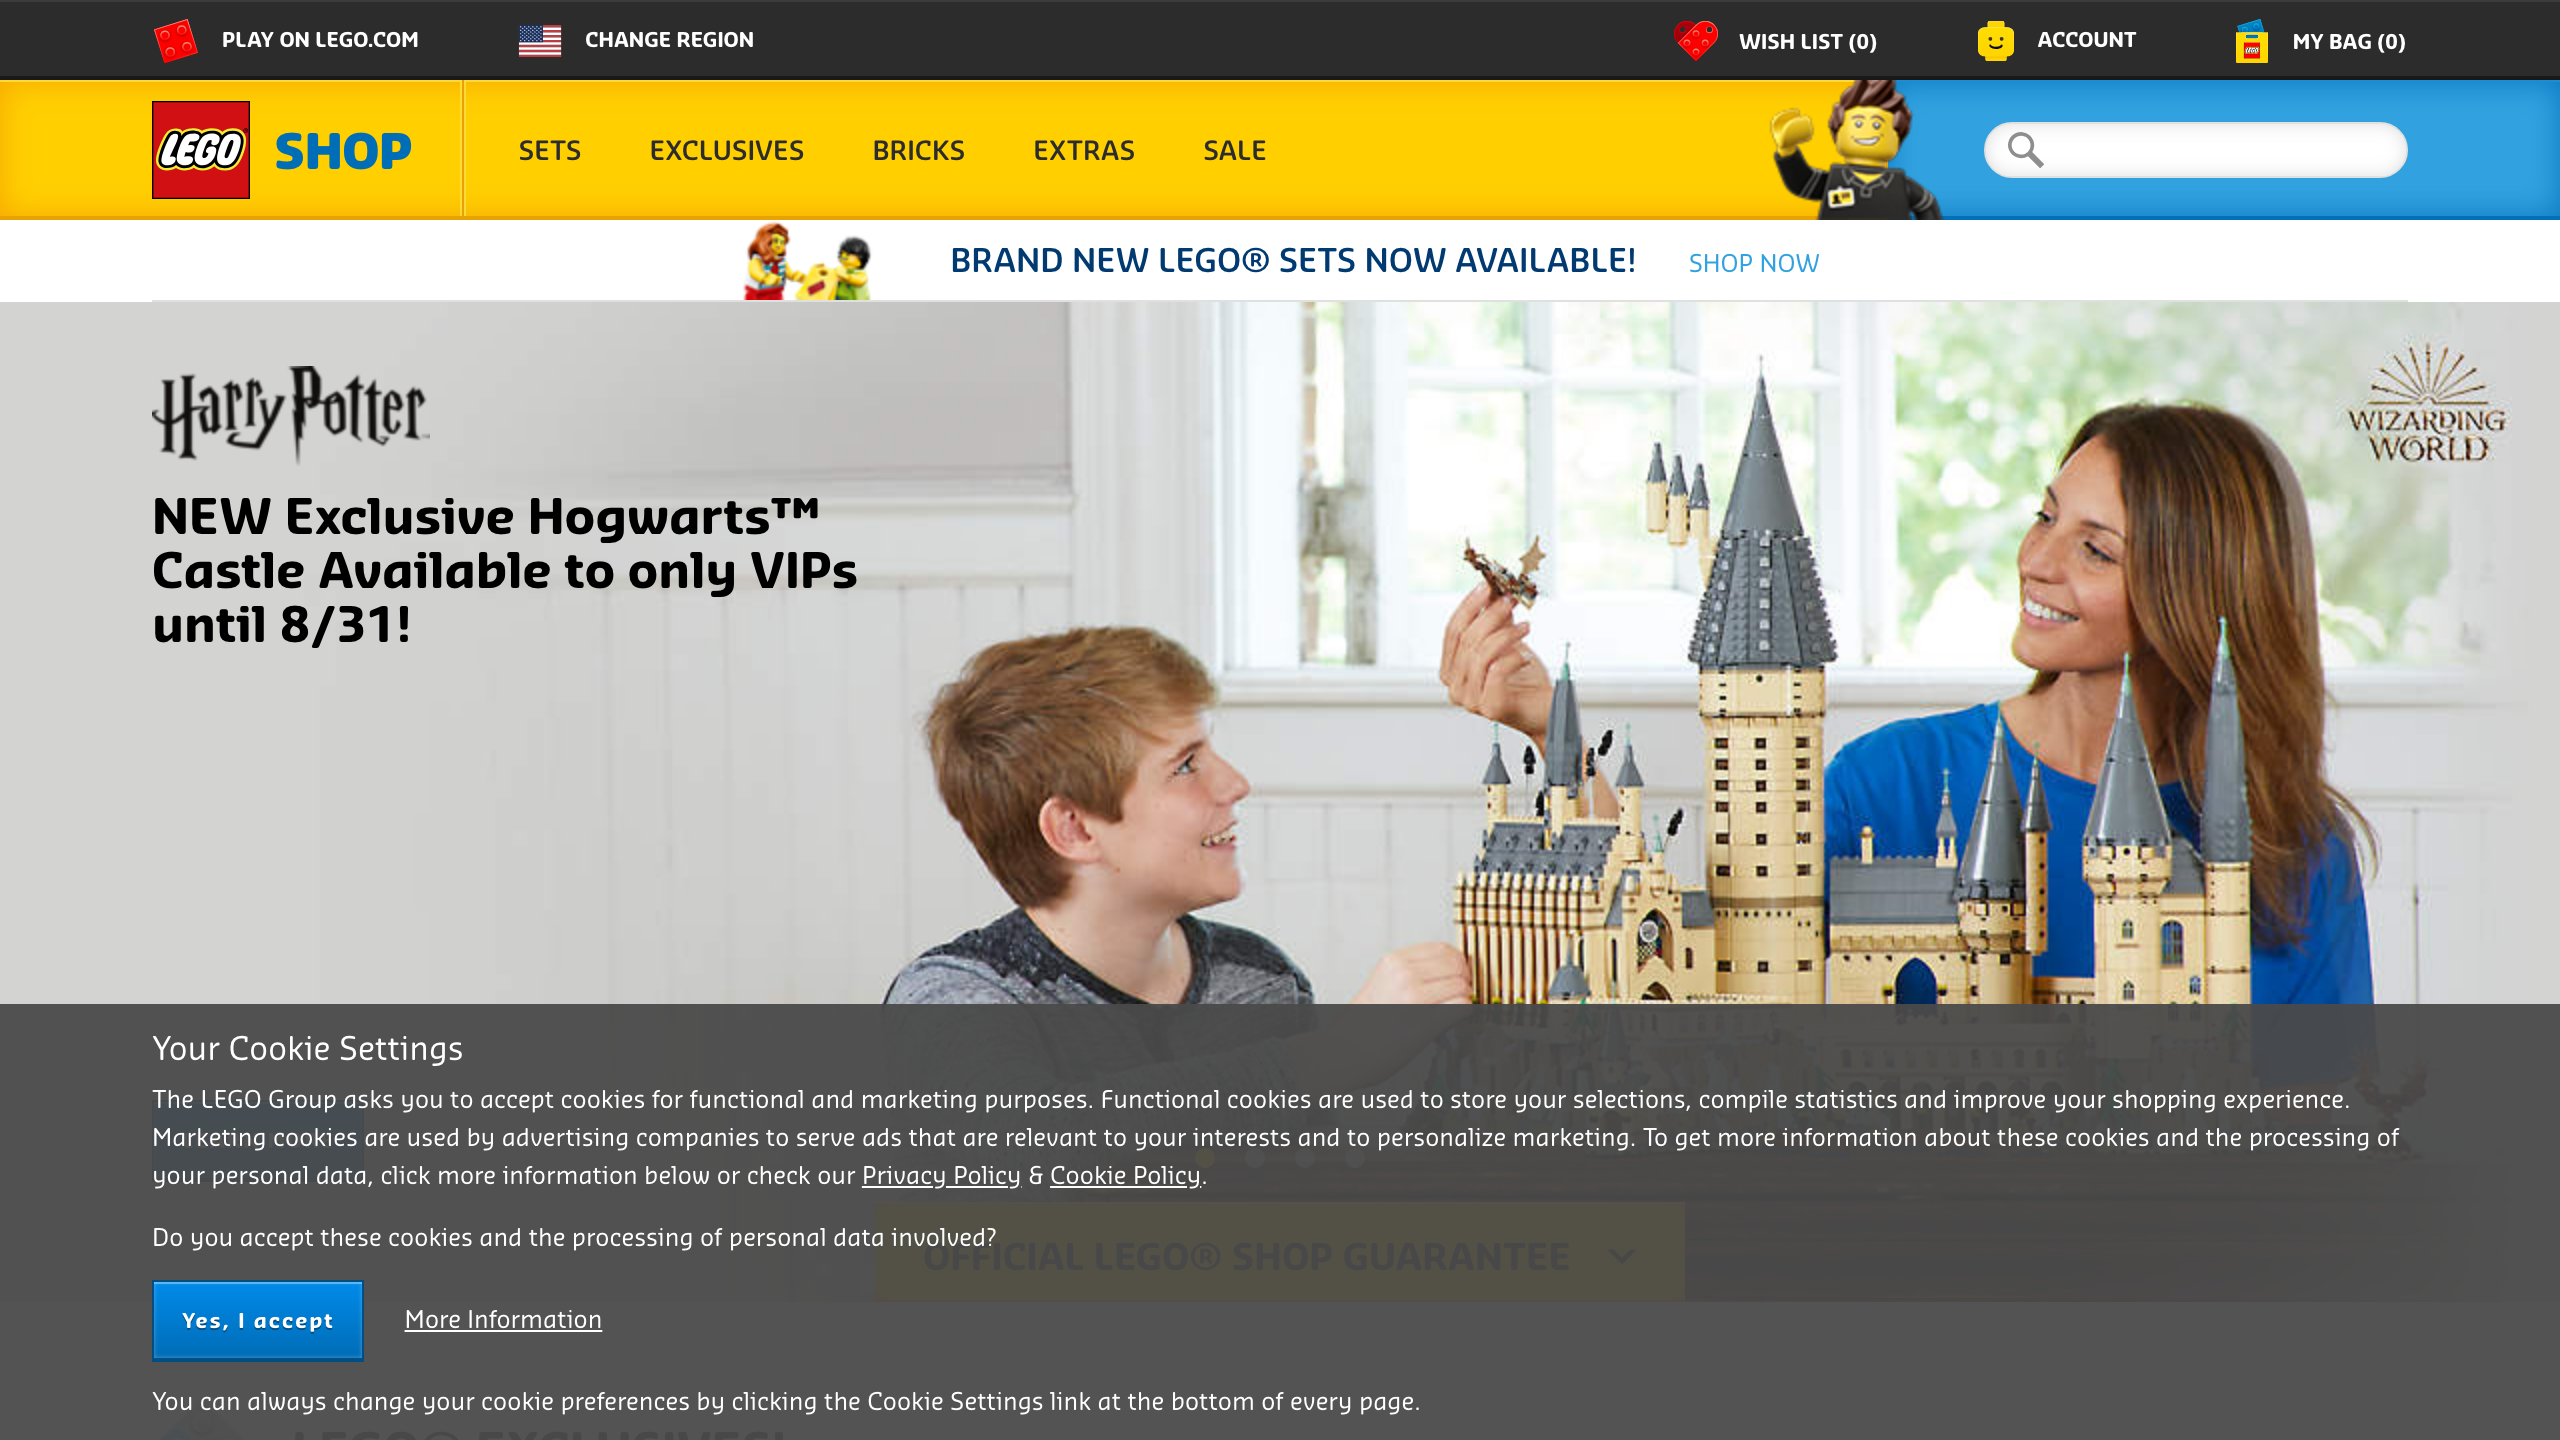 PLAY ON LEGO.COM
CHANGE REGION
WISH LIST (0)
ACCOUNT
MY BAG (0)
LEGO SHOP
SETS
EXCLUSIVES
BRICKS
EXTRAS
SALE
BRAND NEW LEGO® SETS NOW AVAILABLE!
SHOP NOW
Harry Potter
WIZARDING
WORLD
NEW Exclusive Hogwarts™
Castle Available to only VIPs
until 8/31!
Your Cookie Settings
The LEGO Group asks you to accept cookies for functional and marketing purposes. Functional cookies are used to store your selections, compile statistics and improve your shopping experience.
Marketing cookies are used by advertising companies to serve ads that are relevant to your interests and to personalize marketing. To get more information about these cookies and the processing of
your personal data, click more information below or check our Privacy Policy & Cookie Policy.
Do you accept these cookies and the processing of personal data involved?
OFFICIAL LEGO® SHOP GUARANTEE
Yes, I accept
More Information
You can always change your cookie preferences by clicking the Cookie Settings link at the bottom of every page.
LEGO® EXCLUSIVES!